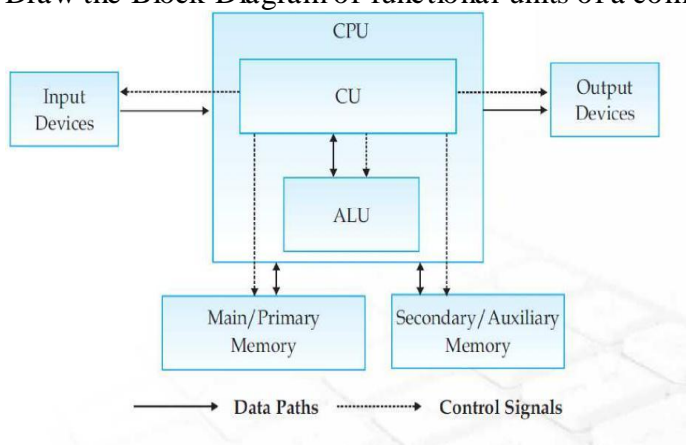 Draw the Block Diagram of functional units of a com
CPU
CU
Input
Devices
Output
Devices
ALU
Main/Primary
Memory
Secondary/Auxiliary
Memory
Data Paths
Control Signals